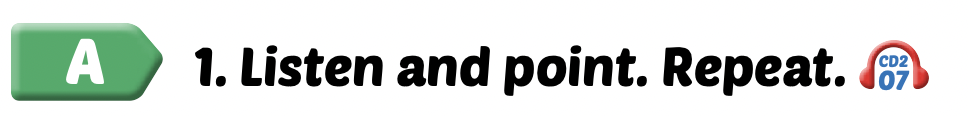 A 1. Listen and point. Repeat. CD2 07